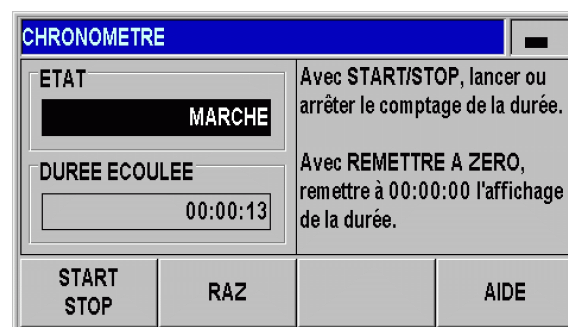 CHRONOMETRE
ETAT
MARCHE
DUREE ECOULEE
00:00:13
Avec START/STOP, lancer ou
arrêter le comptage de la durée.
Avec REMETTRE A ZERO,
remettre à 00:00:00 l'affichage
de la durée.
START
STOP
RAZ
AIDE